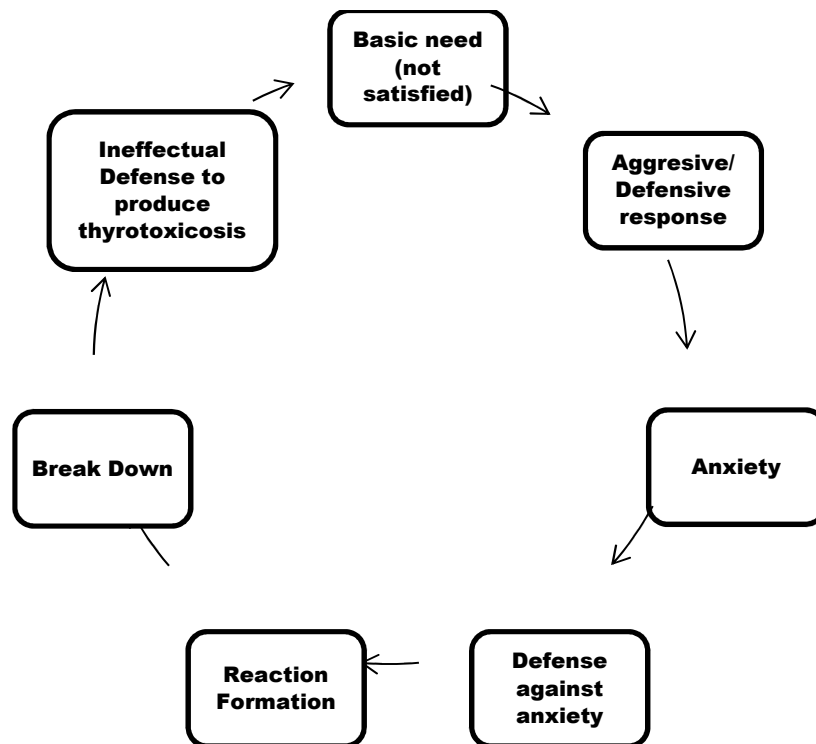 Basic need
(not
satisfied)
Aggresive/
Defensive
response
Anxiety
Defense
against
anxiety
Reaction
Formation
Break Down
Ineffectual
Defense to
produce
thyrotoxicosis